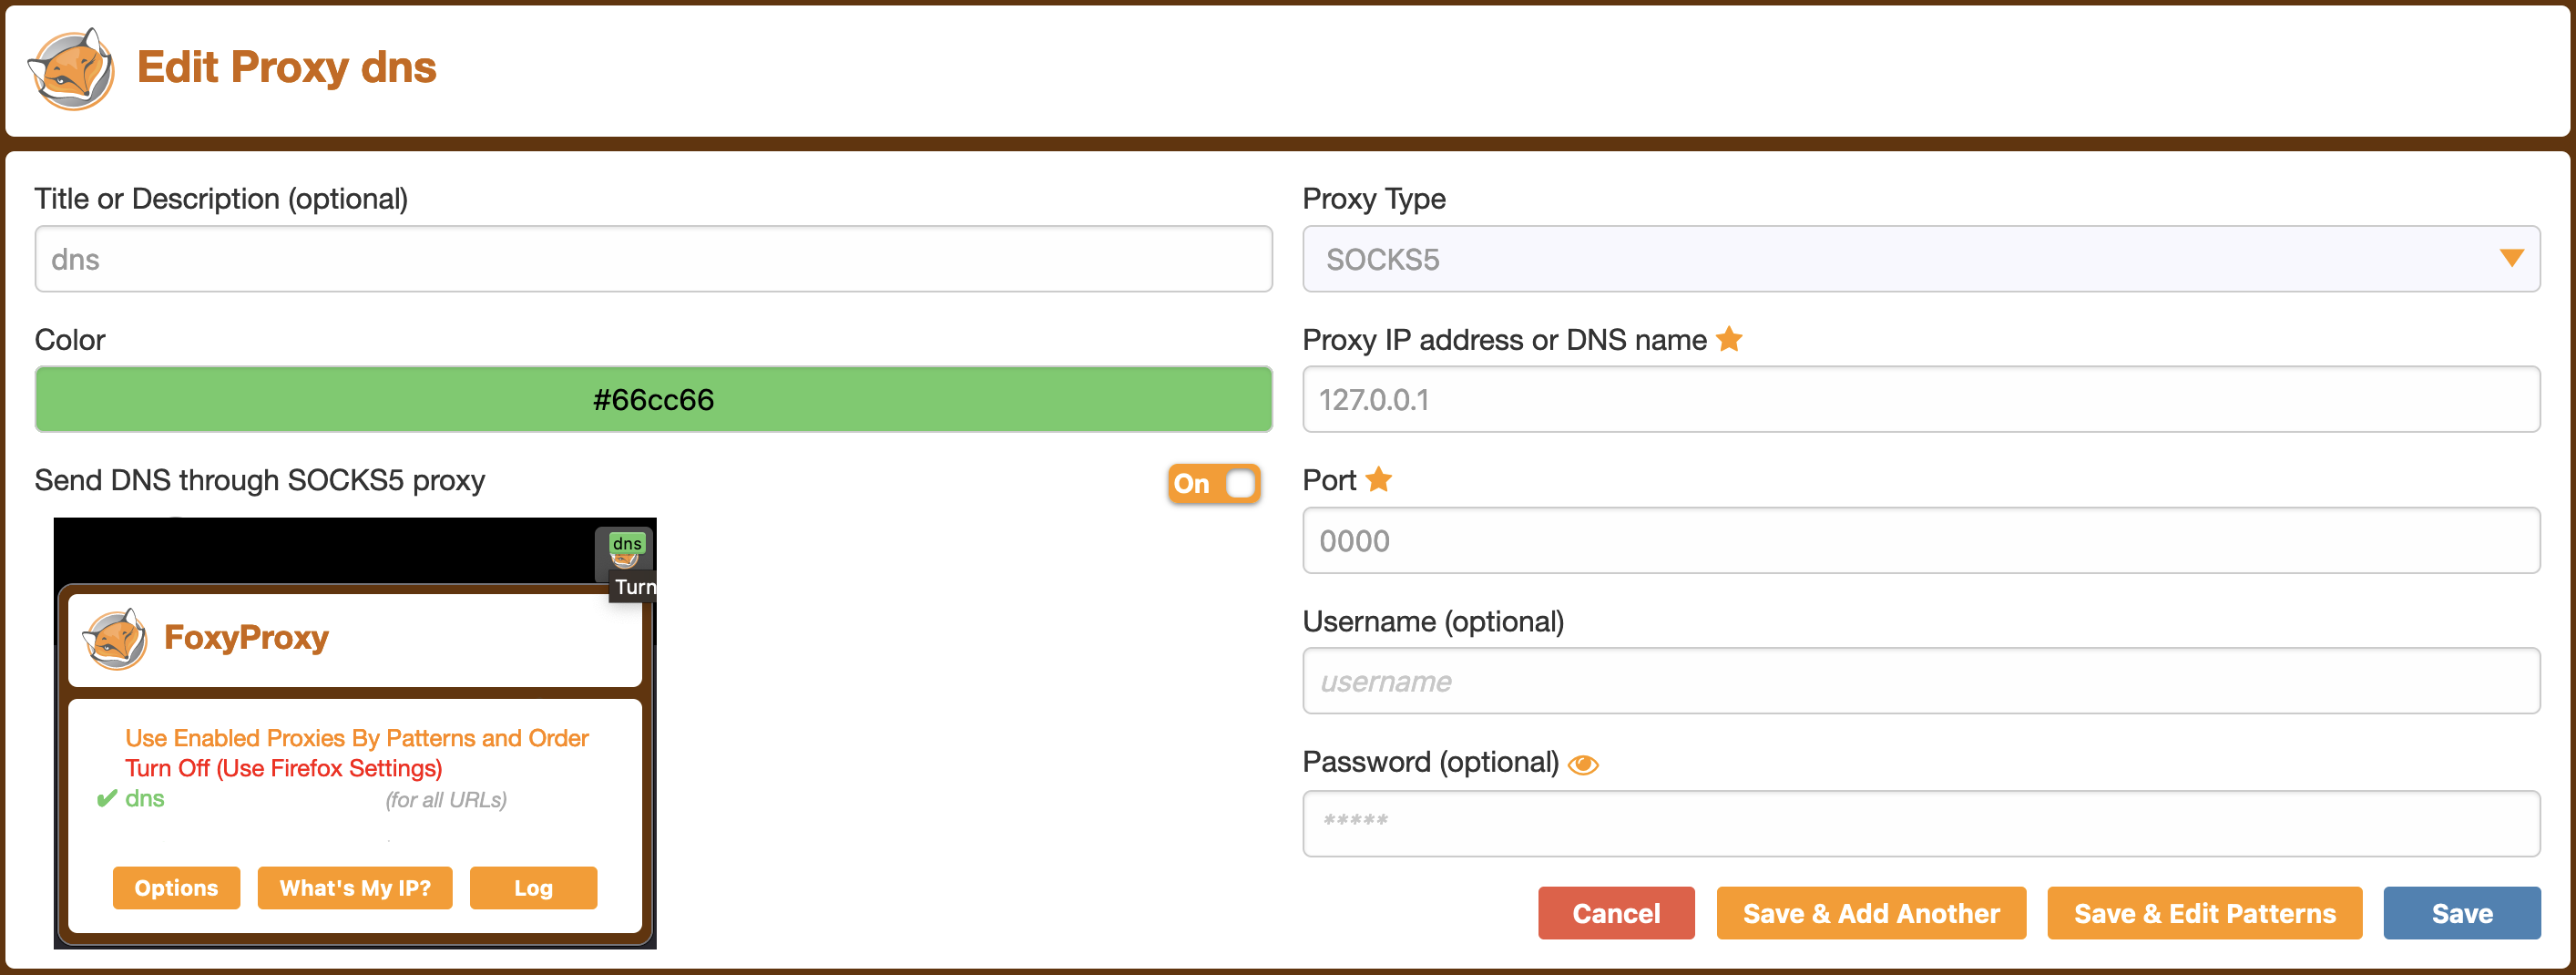 Edit Proxy dns
Title or Description (optional)
dns
Color
#66cc66
Send DNS through SOCKS5 proxy
On
dns
Turn
FoxyProxy
Use Enabled Proxies By Patterns and Order
Turn Off (Use Firefox Settings)
✔ dns (for all URLs)
Options What's My IP? Log
Proxy Type
SOCKS5
Proxy IP address or DNS name ★
127.0.0.1
Port ★
0000
Username (optional)
username
Password (optional)
*****
Cancel Save & Add Another Save & Edit Patterns Save